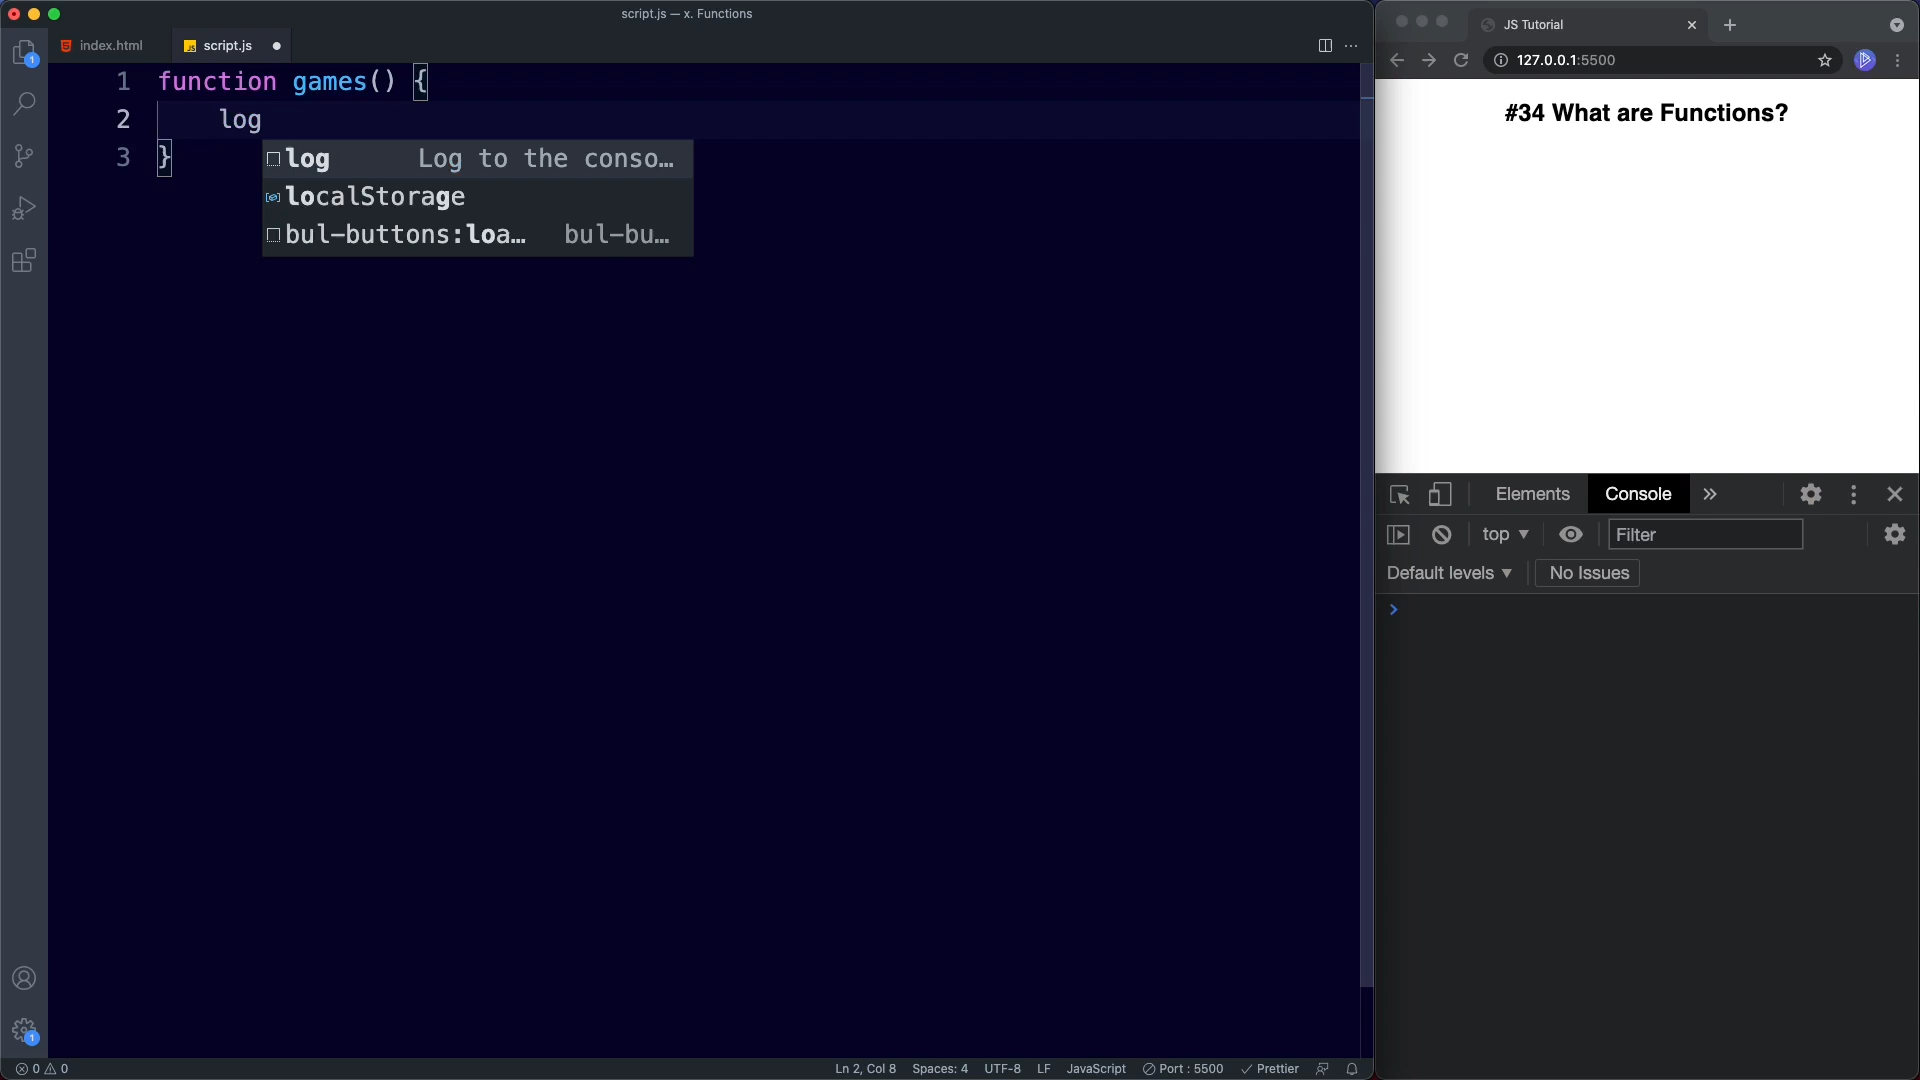 script.js — x. Functions
index.html
script.js
1 function games() {
2 log
3 }
log Log to the conso…
localStorage
bul-buttons:loa… bul-bu…
1
1
0 0
Ln 2, Col 8 Spaces: 4 UTF-8 LF JavaScript Port : 5500 Prettier
JS Tutorial
127.0.0.1:5500
#34 What are Functions?
Elements Console
top Filter
Default levels No Issues